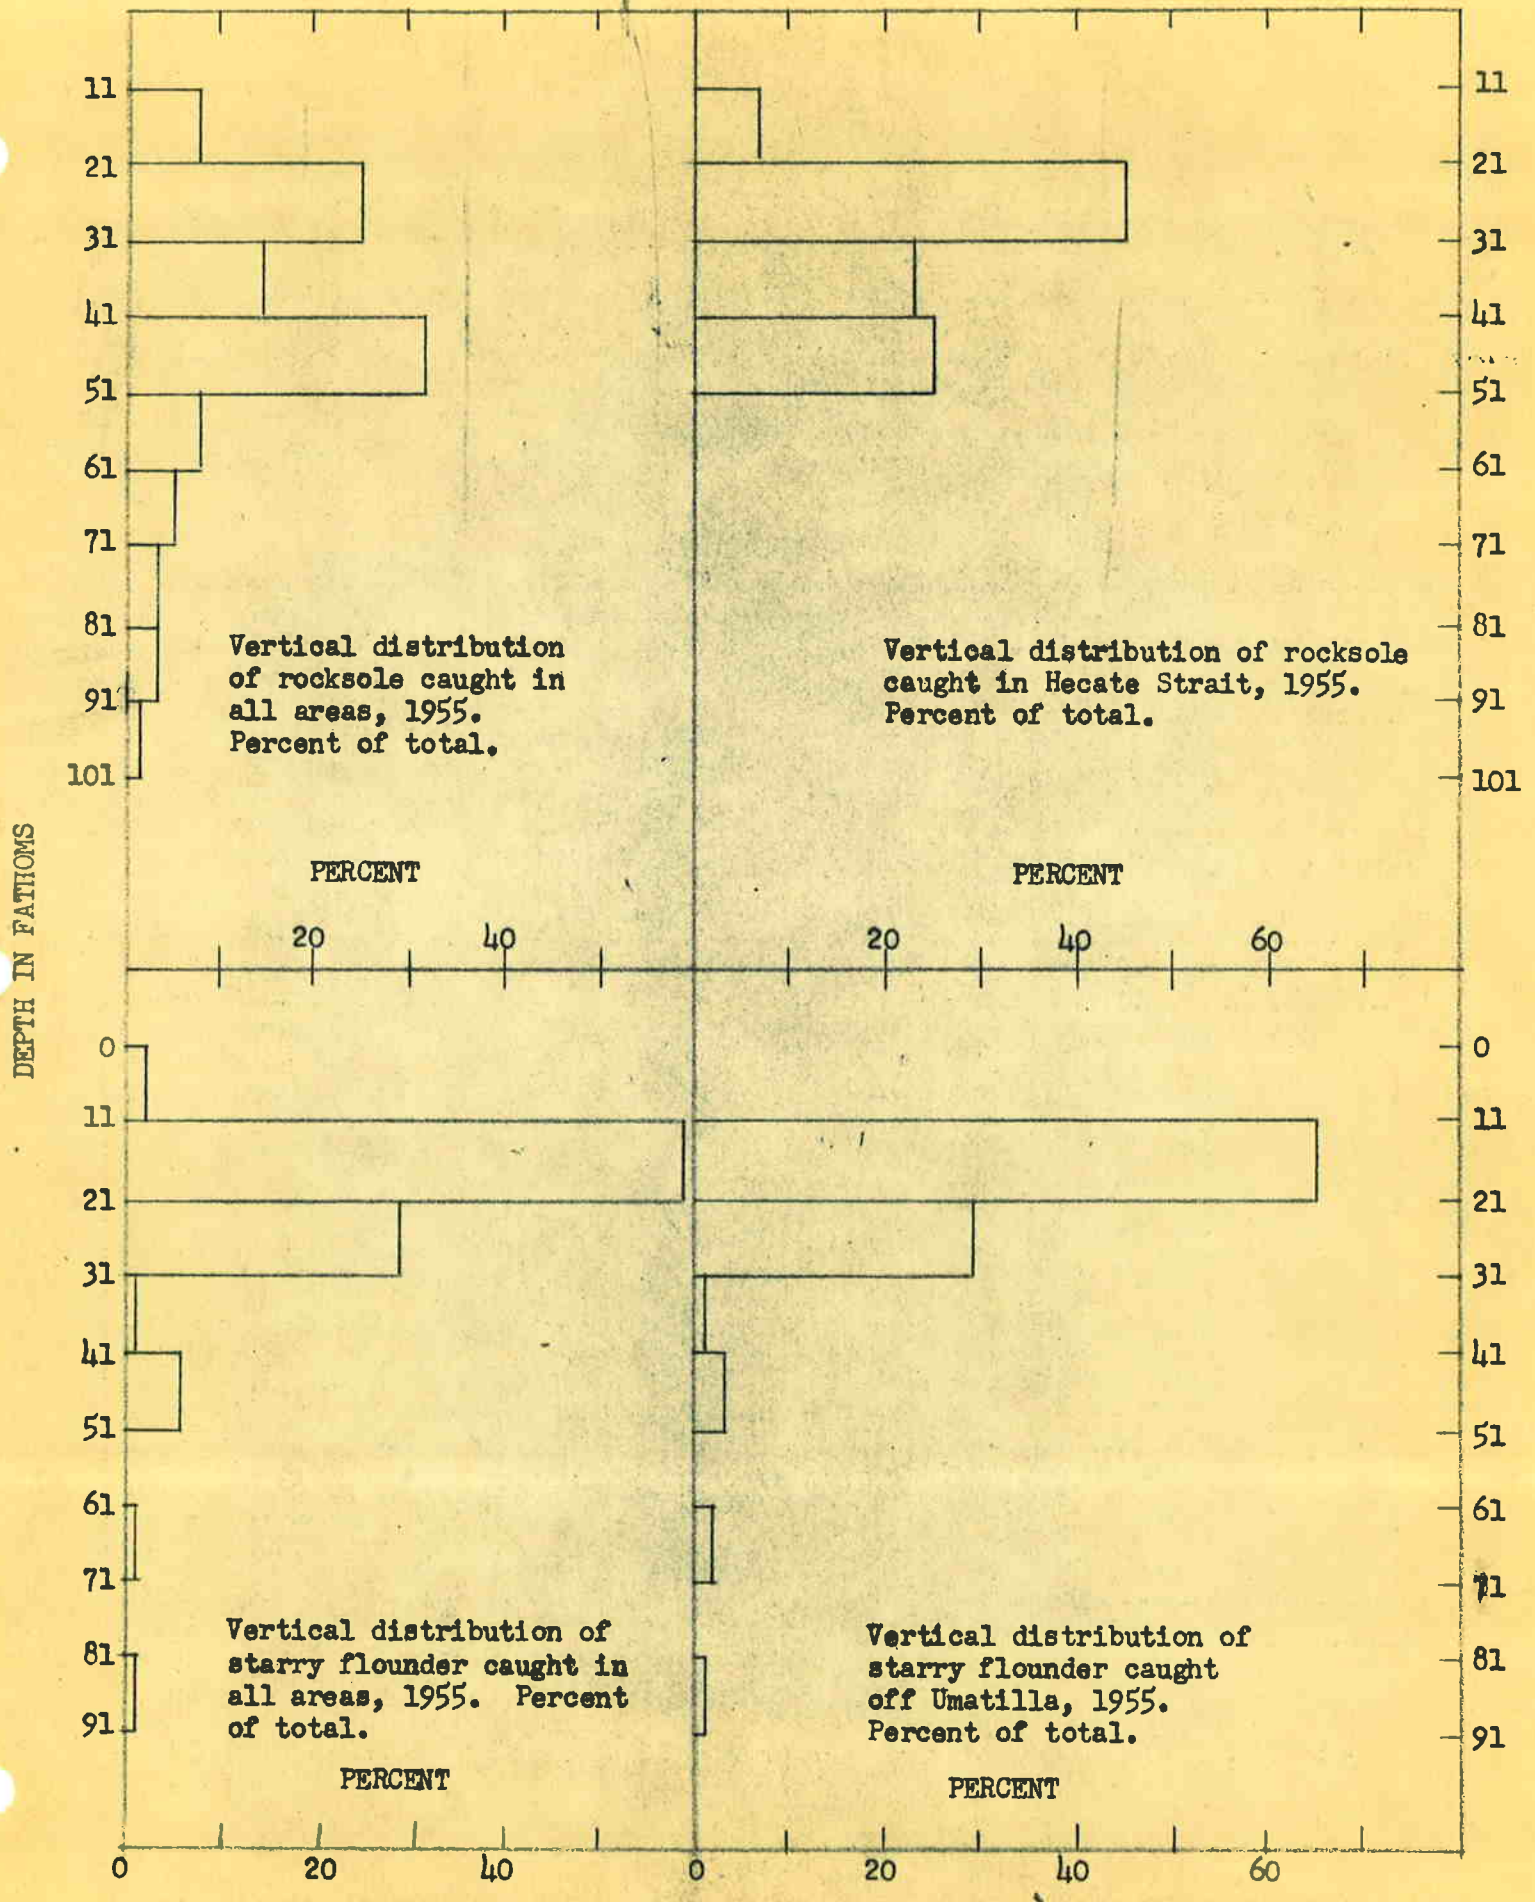 11
21
31
41
51
61
71
81
91
101
Vertical distribution
of rocksole caught in
all areas, 1955.
Percent of total.
PERCENT
20 40
11
21
31
41
51
61
71
81
91
101
Vertical distribution of rocksole
caught in Hecate Strait, 1955.
Percent of total.
PERCENT
20 40 60
DEPTH IN FATHOMS
0
11
21
31
41
51
61
71
81
91
Vertical distribution of
starry flounder caught in
all areas, 1955. Percent
of total.
PERCENT
0 20 40
0
11
21
31
41
51
61
71
81
91
Vertical distribution of
starry flounder caught
off Umatilla, 1955.
Percent of total.
PERCENT
0 20 40 60